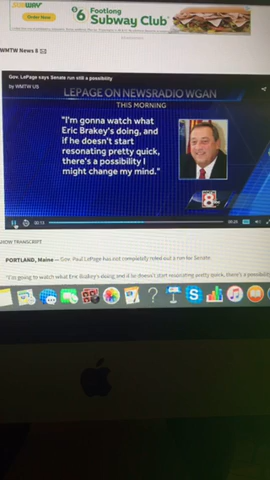 SUBWAY
Order Now
$6 Footlong
Subway Club
WMTW News 8
Gov. LePage says Senate run still a possibility
by WMTW US
LEPAGE ON NEWSRADIO WGAN
THIS MORNING
"I'm gonna watch what
Eric Brakey's doing, and
if he doesn't start
resonating pretty quick,
there's a possibility I
might change my mind."
8
VIEW TRANSCRIPT
PORTLAND, Maine — Gov. Paul LePage has not completely ruled out a run for Senate.
"I'm going to watch what Eric Brakey's doing and if he doesn't start resonating pretty quick, there's a possibility